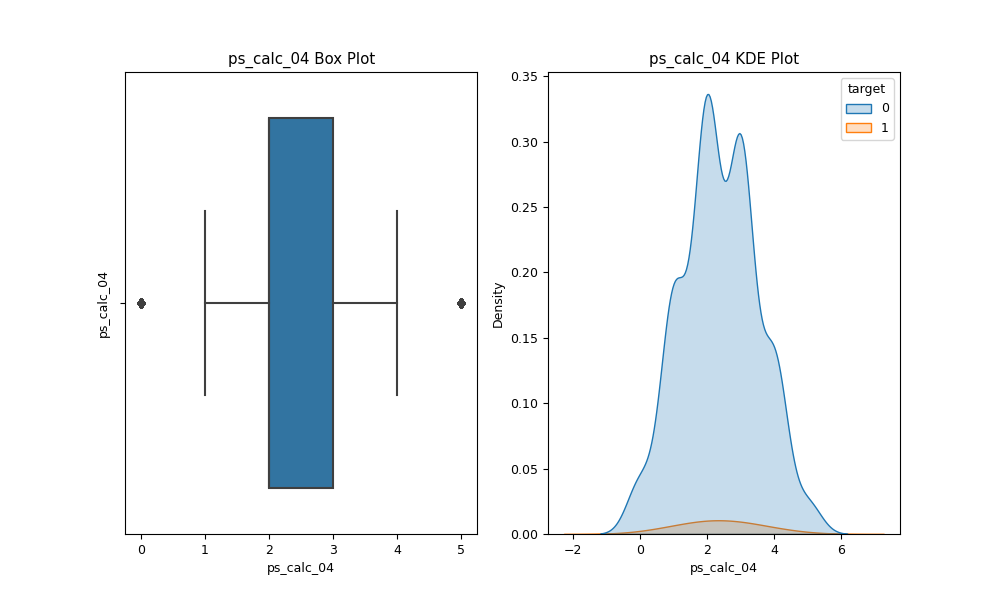 ps_calc_04 Box Plot
ps_calc_04
0 1 2 3 4 5
ps_calc_04
ps_calc_04 KDE Plot
target
0
1
Density
0.35
0.30
0.25
0.20
0.15
0.10
0.05
0.00
−2 0 2 4 6
ps_calc_04